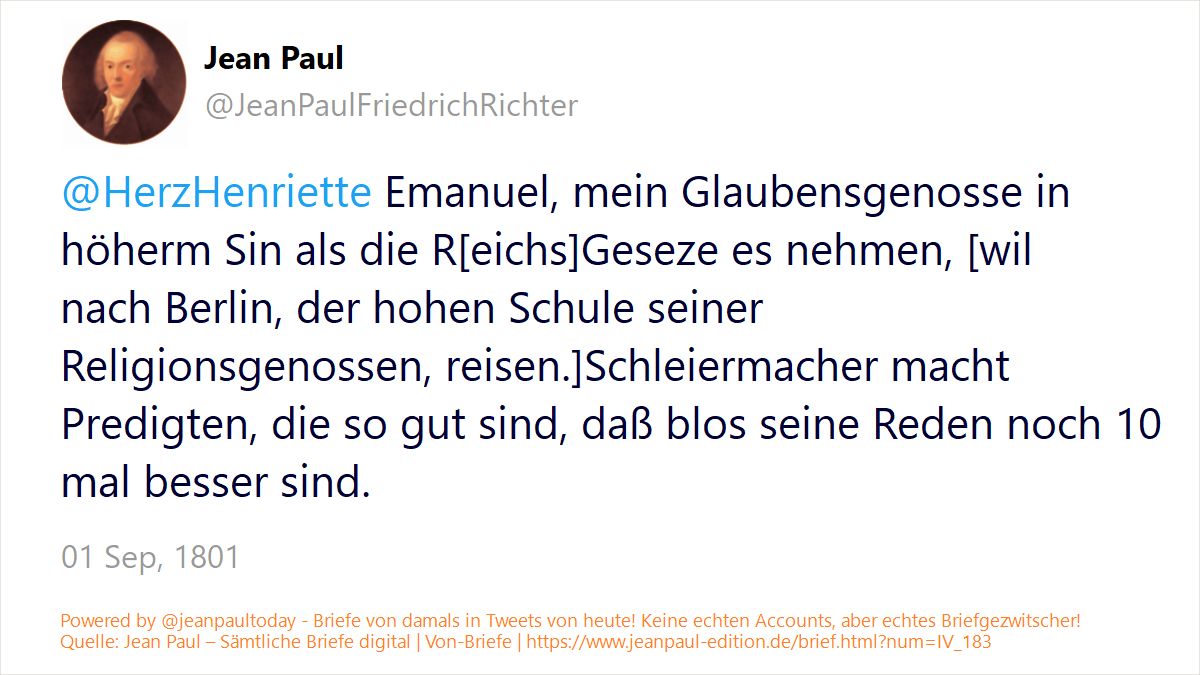 Jean Paul
@JeanPaulFriedrichRichter
@HerzHenriette Emanuel, mein Glaubensgenosse in
höherm Sin als die R[eichs]Geseze es nehmen, [wil
nach Berlin, der hohen Schule seiner
Religionsgenossen, reisen.]Schleiermacher macht
Predigten, die so gut sind, daß blos seine Reden noch 10
mal besser sind.
01 Sep, 1801
Powered by @jeanpaultoday - Briefe von damals in Tweets von heute! Keine echten Accounts, aber echtes Briefgezwitscher!
Quelle: Jean Paul – Sämtliche Briefe digital | Von-Briefe | https://www.jeanpaul-edition.de/brief.html?num=IV_183